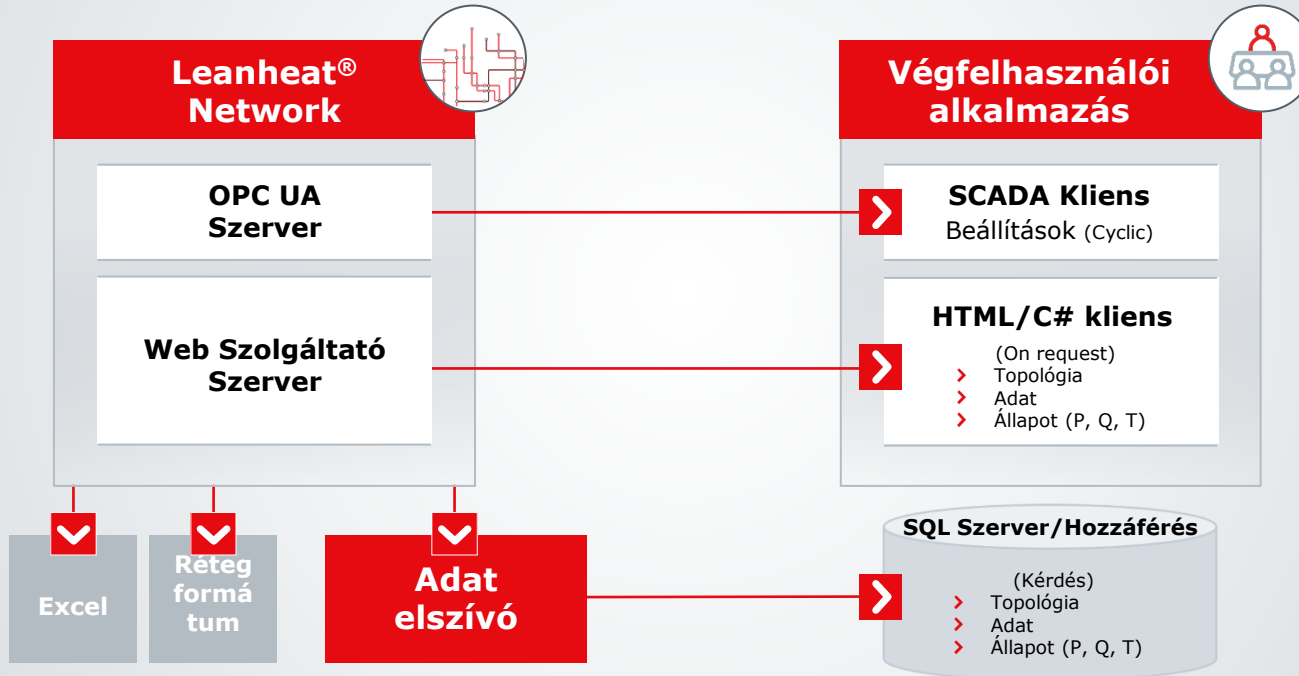 Leanheat®
Network
OPC UA
Szerver
Web Szolgáltató
Szerver
Végfelhasználói
alkalmazás
SCADA Kliens
Beállítások (Cyclic)
HTML/C# kliens
(On request)
Topológia
Adat
Állapot (P, Q, T)
Excel
Réteg
formá
tum
Adat
elszívó
SQL Szerver/Hozzáférés
(Kérdés)
Topológia
Adat
Állapot (P, Q, T)